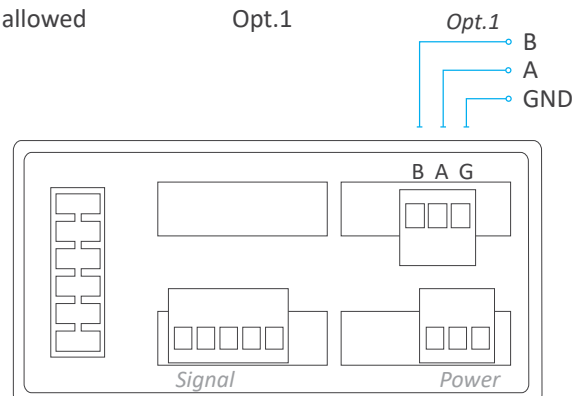 allowed Opt.1 Opt.1
B
A
GND
B A G
Signal Power